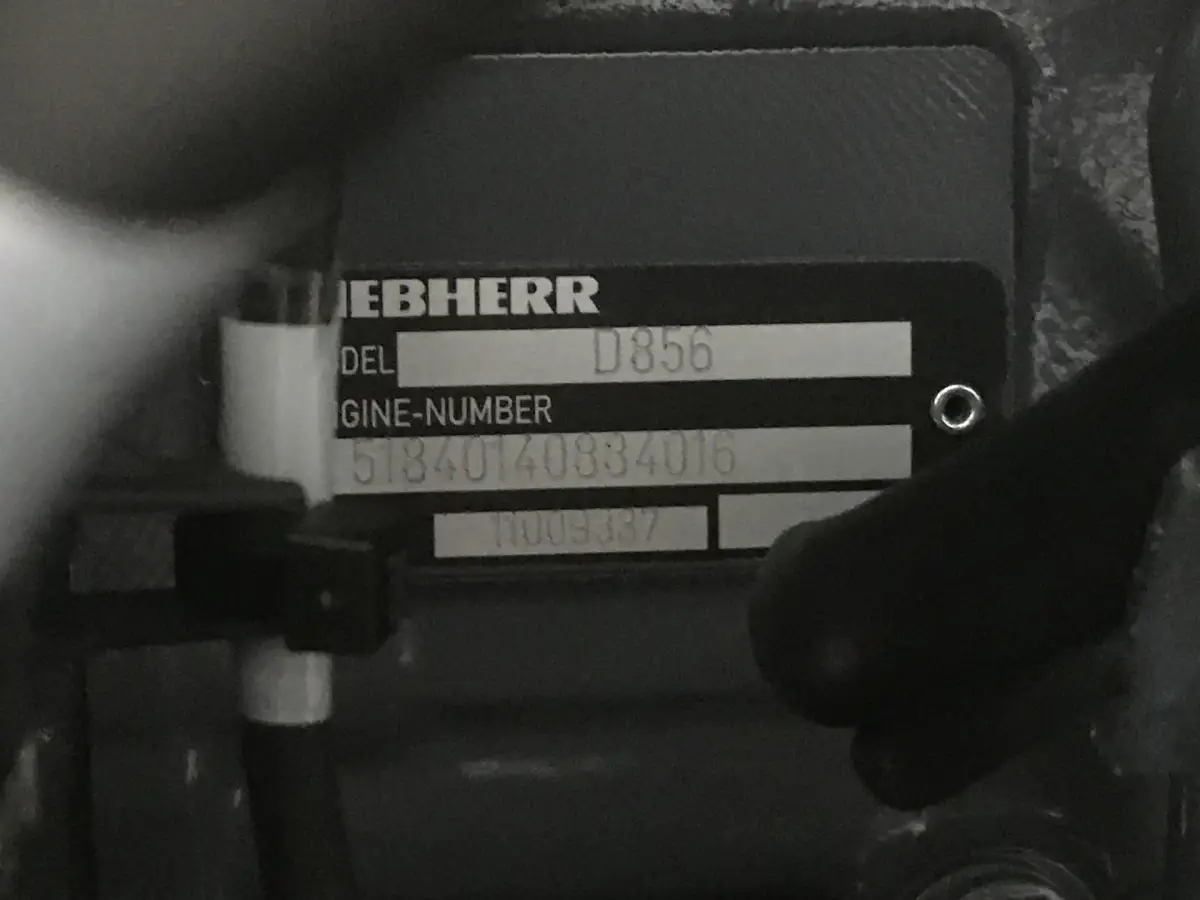 IEBHERR
DEL D856
GINE-NUMBER
51840140834016
11009337